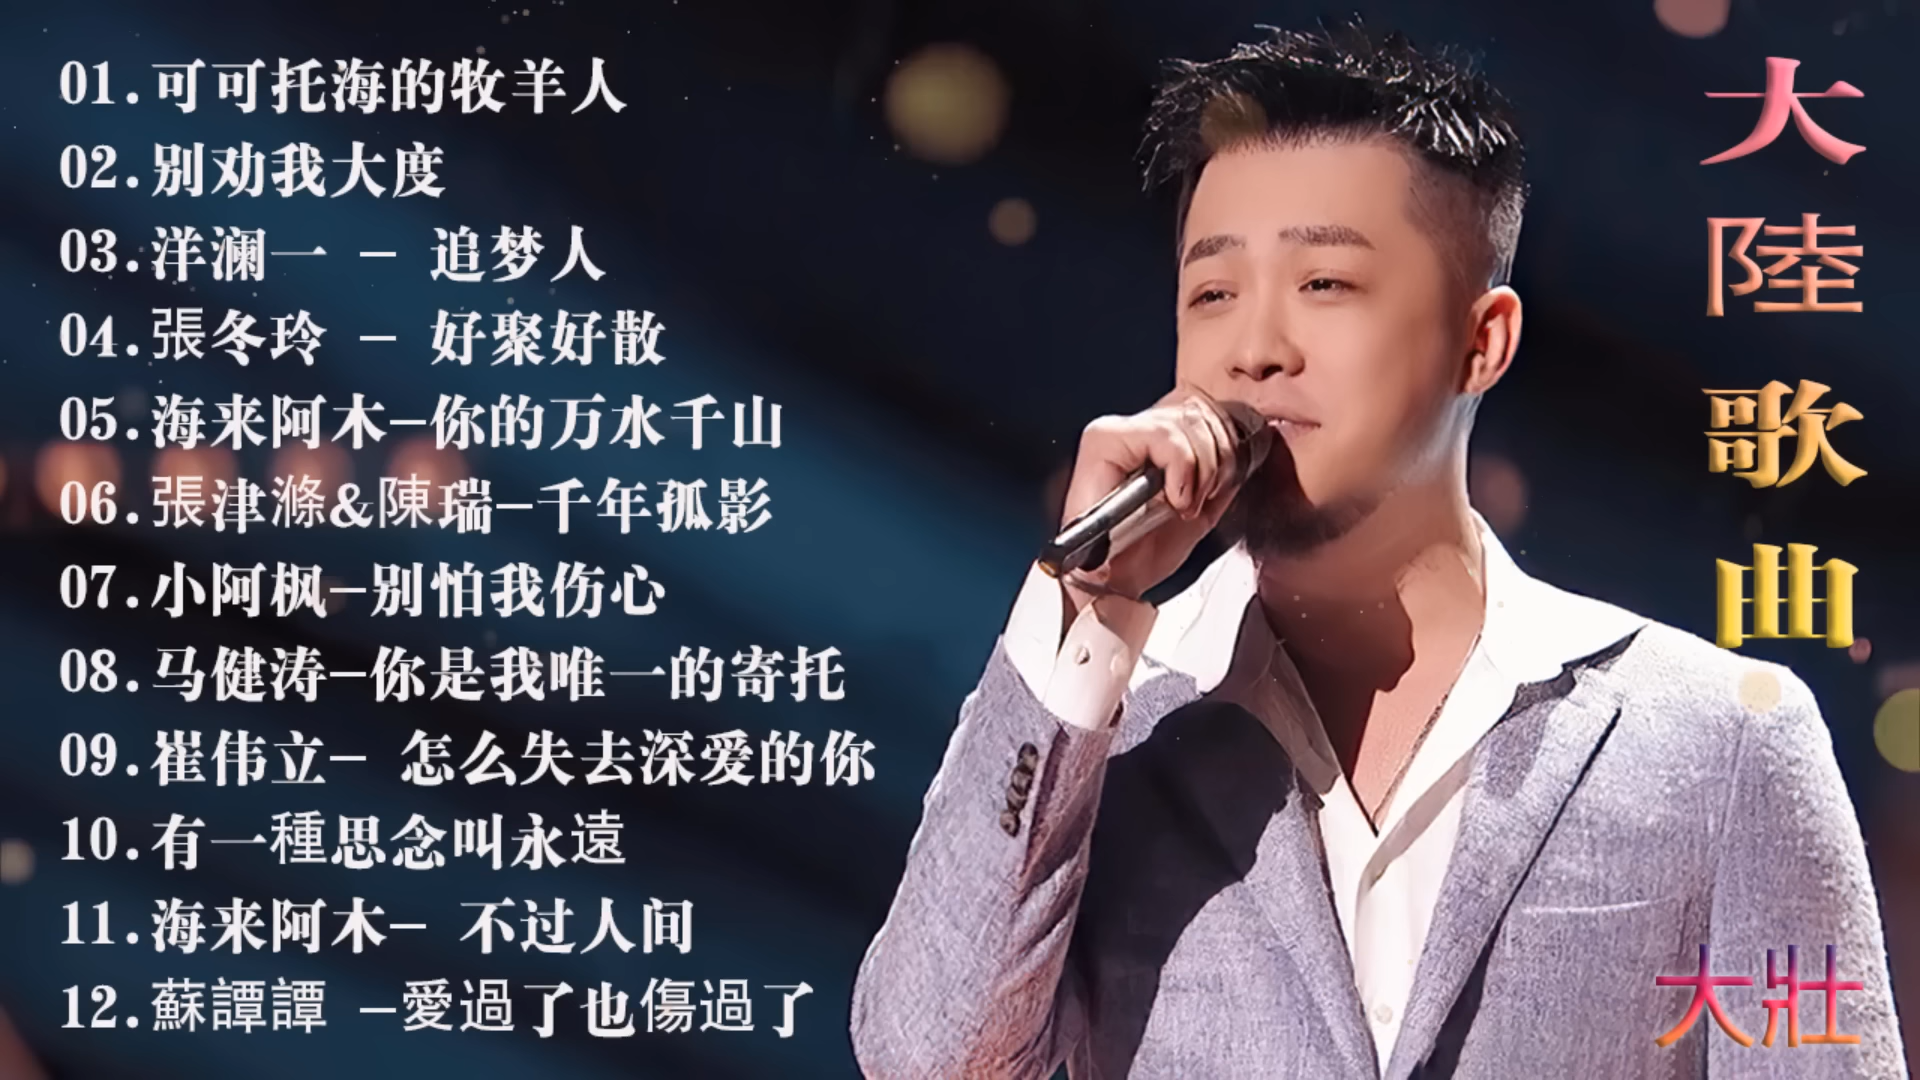 01.可可托海的牧羊人
02.别劝我大度
03.洋澜一 – 追梦人
04.張冬玲 – 好聚好散
05.海来阿木–你的万水千山
06.張津滌&陳瑞–千年孤影
07.小阿枫–别怕我伤心
08.马健涛–你是我唯一的寄托
09.崔伟立– 怎么失去深爱的你
10.有一種思念叫永遠
11.海来阿木– 不过人间
12.蘇譚譚 –愛過了也傷過了
大陸歌曲
大壯